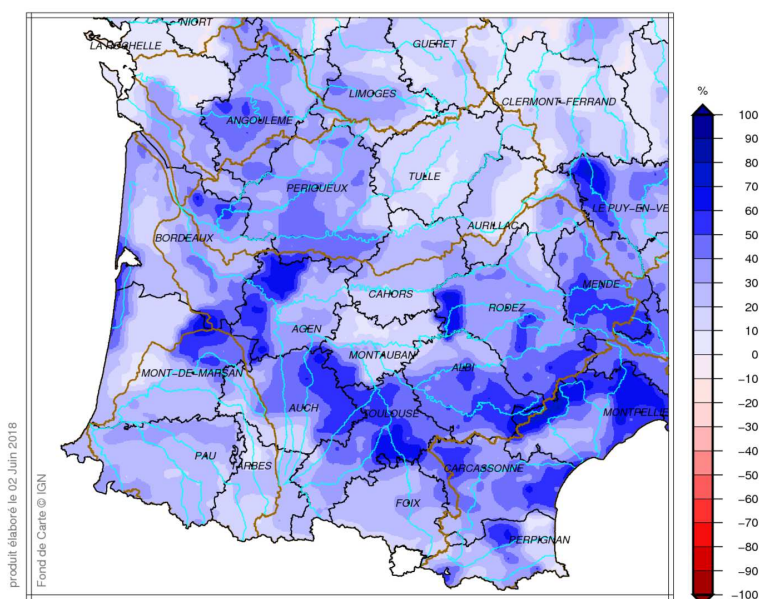 NIORT
LA ROCHELLE
GUERET
LIMOGES
CLERMONT-FERRAND
ANGOULEME
TULLE
PERIGUEUX
LE PUY-EN-VE
AURILLAC
BORDEAUX
MENDE
CAHORS
RODEZ
AGEN
MONTAUBAN
ALBI
MONT-DE-MARSAN
AUCH
TOULOUSE
MONTPELLIE
PAU
TARBES
CARCASSONNE
FOIX
PERPIGNAN
%
100
90
80
70
60
50
40
30
20
10
0
-10
-20
-30
-40
-50
-60
-70
-80
-90
-100
produit élaboré le 02 Juin 2018
Fond de Carte © IGN